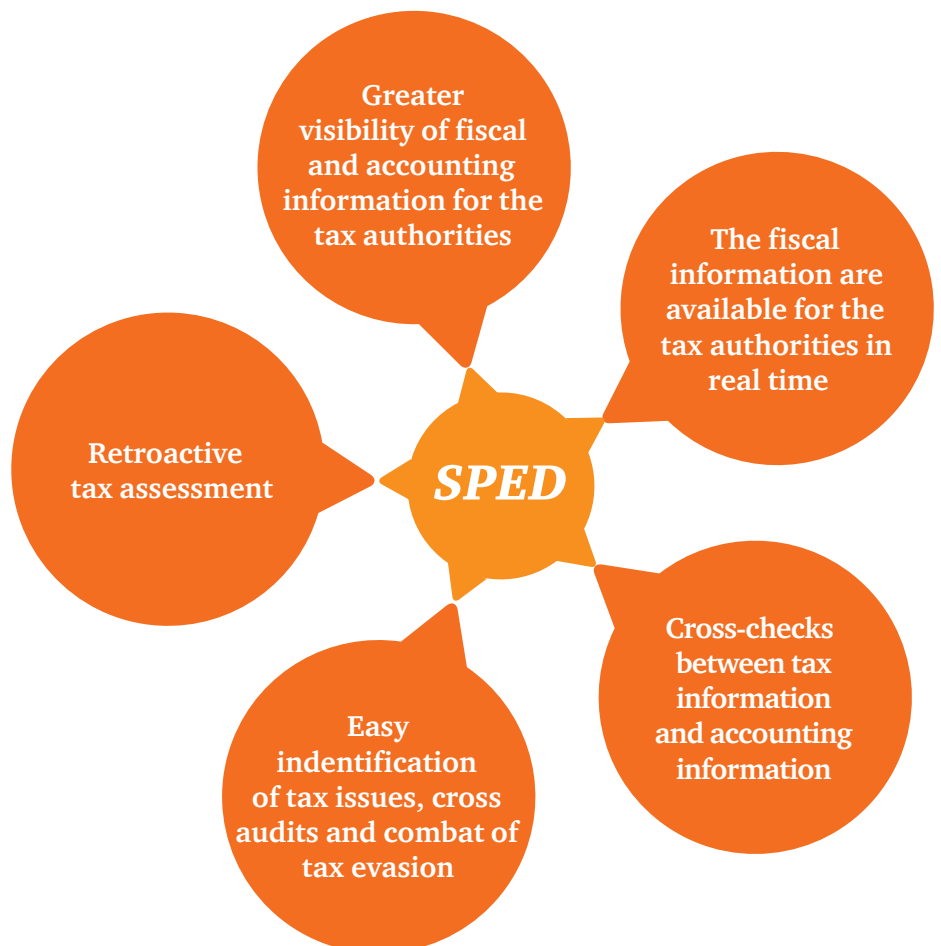 Greater
visibility of fiscal
and accounting
information for the
tax authorities
The fiscal
information are
available for the
tax authorities in
real time
Retroactive
tax assessment
SPED
Cross-checks
between tax
information
and accounting
information
Easy
indentification
of tax issues, cross
audits and combat of
tax evasion